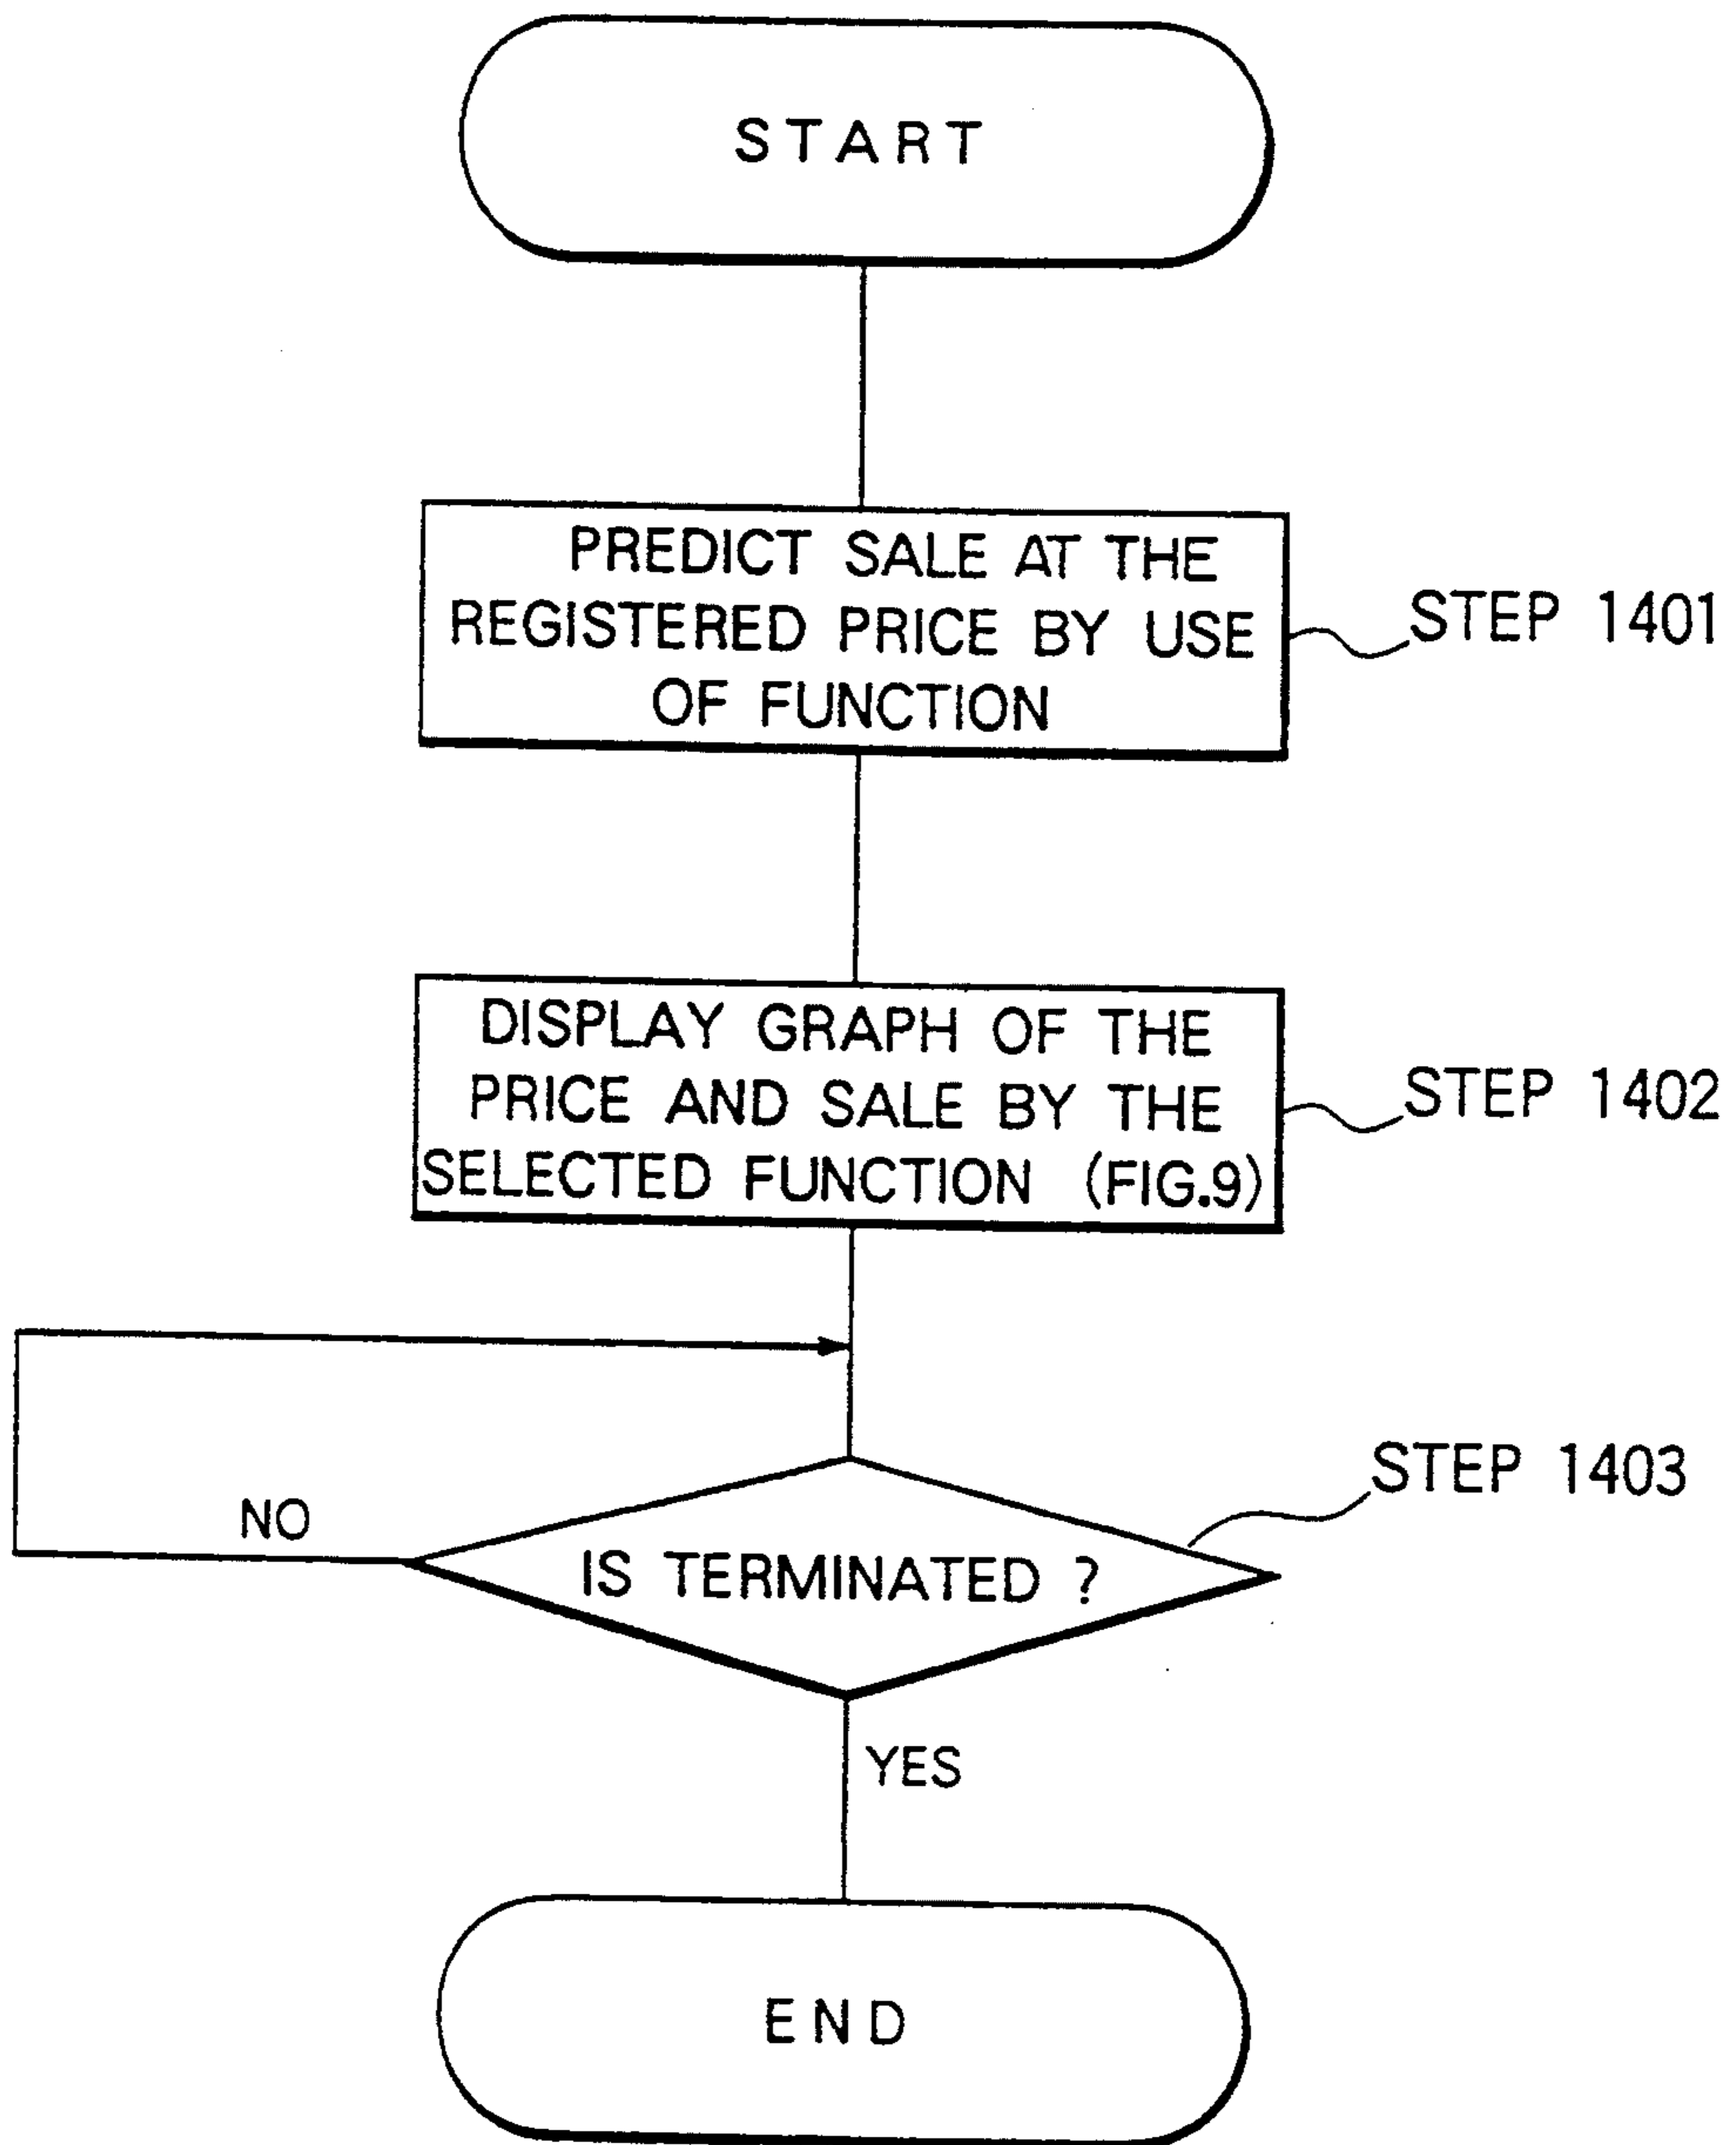 START
PREDICT SALE AT THE
REGISTERED PRICE BY USE
OF FUNCTION
STEP 1401
DISPLAY GRAPH OF THE
PRICE AND SALE BY THE
SELECTED FUNCTION (FIG.9)
STEP 1402
STEP 1403
NO
IS TERMINATED ?
YES
END